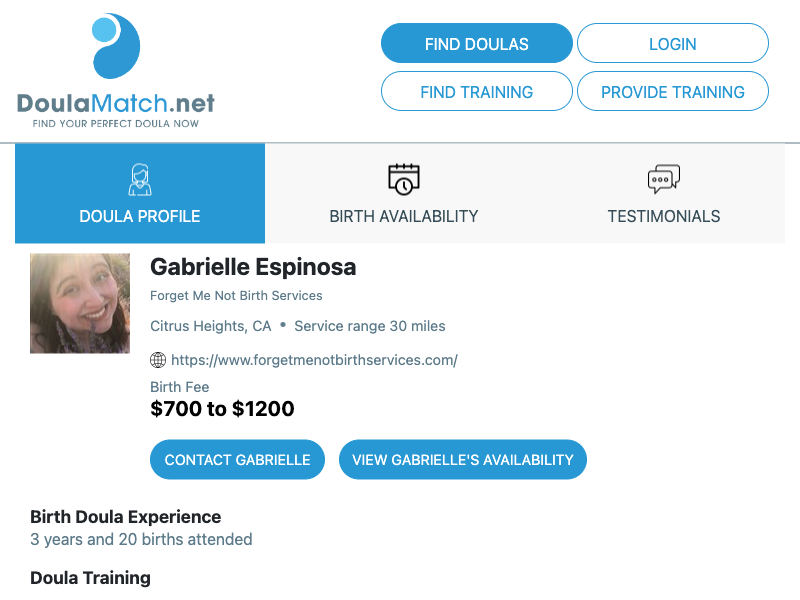 DoulaMatch.net
FIND YOUR PERFECT DOULA NOW
FIND DOULAS
LOGIN
FIND TRAINING
PROVIDE TRAINING
DOULA PROFILE
BIRTH AVAILABILITY
TESTIMONIALS
Gabrielle Espinosa
Forget Me Not Birth Services
Citrus Heights, CA • Service range 30 miles
https://www.forgetmenotbirthservices.com/
Birth Fee
$700 to $1200
CONTACT GABRIELLE
VIEW GABRIELLE'S AVAILABILITY
Birth Doula Experience
3 years and 20 births attended
Doula Training